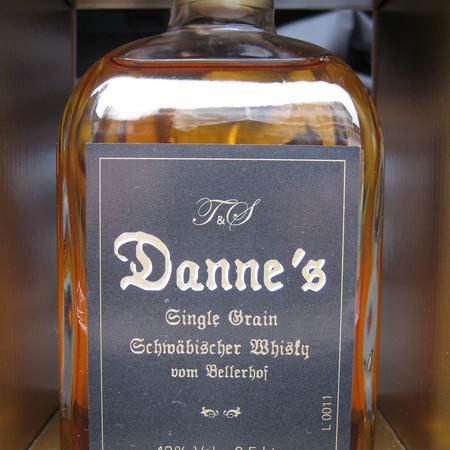 T&S
Danne's
Single Grain
Schwäbischer Whisky
vom Bellerhof
L 0011